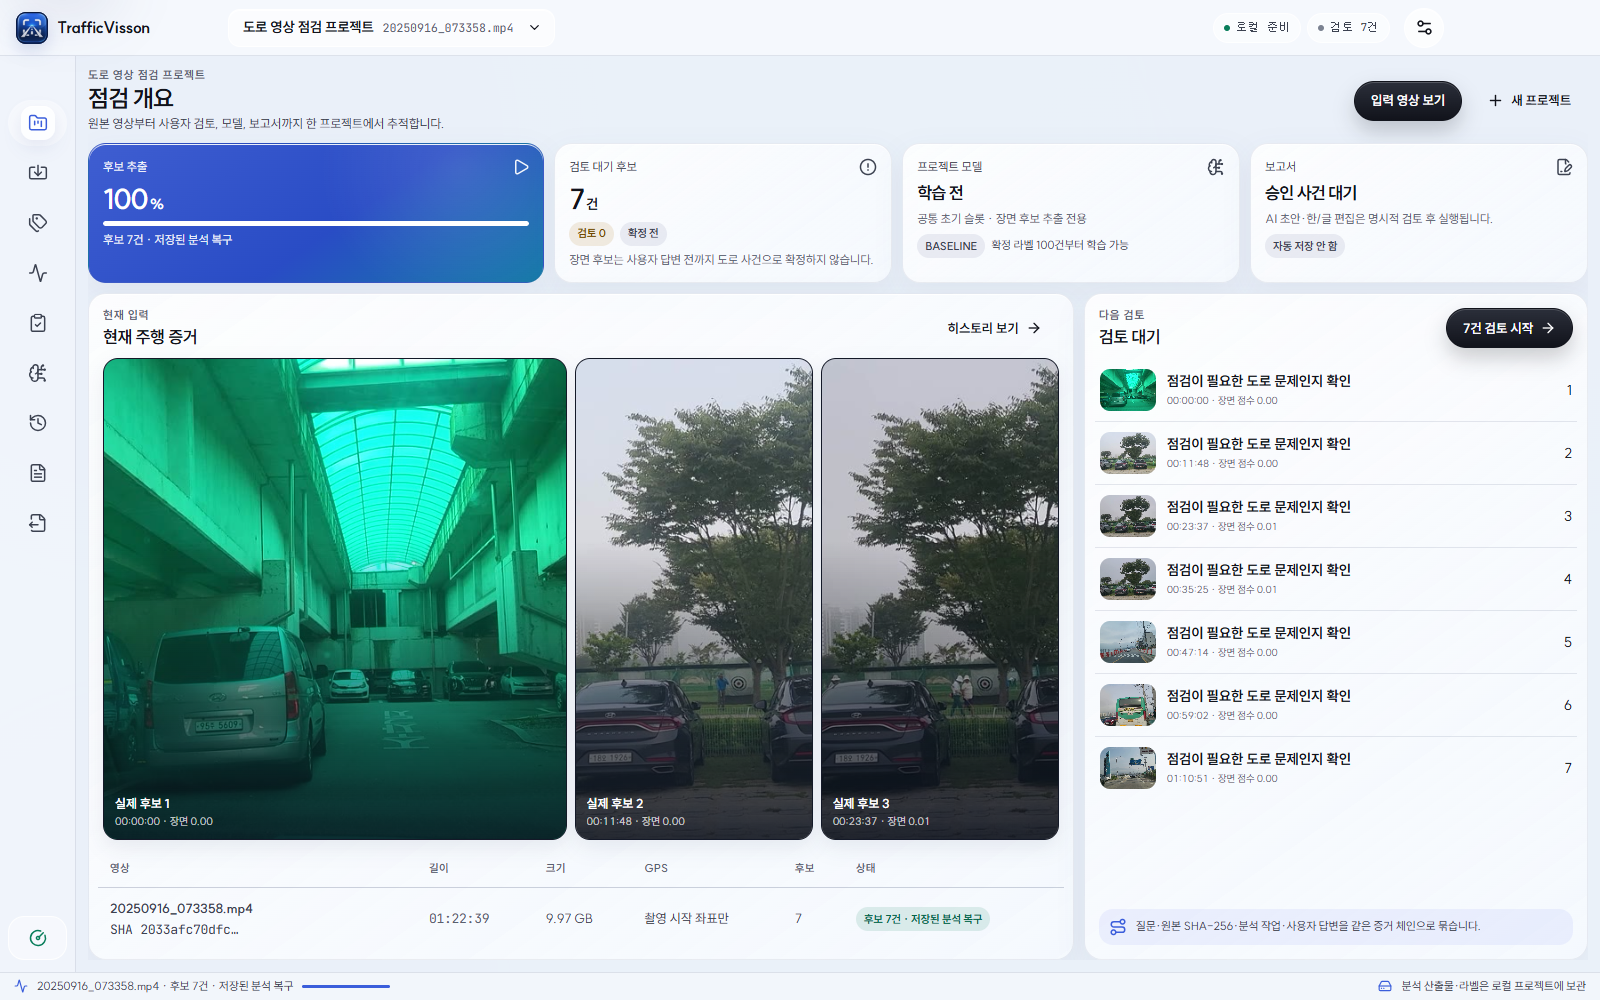 TrafficVisson
도로 영상 점검 프로젝트 20250916_073358.mp4
로컬 준비
검토 7건
도로 영상 점검 프로젝트
점검 개요
원본 영상부터 사용자 검토, 모델, 보고서까지 한 프로젝트에서 추적합니다.
입력 영상 보기
새 프로젝트
후보 추출
100%
후보 7건 · 저장된 분석 복구
검토 대기 후보
7건
검토 0 확정 전
장면 후보는 사용자 답변 전까지 도로 사건으로 확정하지 않습니다.
프로젝트 모델
학습 전
공통 초기 슬롯 · 장면 후보 추출 전용
BASELINE 확정 라벨 100건부터 학습 가능
보고서
승인 사건 대기
AI 초안·한/글 편집은 명시적 검토 후 실행됩니다.
자동 저장 안 함
현재 입력
현재 주행 증거
히스토리 보기
실제 후보 1
00:00:00 · 장면 0.00
실제 후보 2
00:11:48 · 장면 0.00
실제 후보 3
00:23:37 · 장면 0.01
영상 길이 크기 GPS 후보 상태
20250916_073358.mp4
SHA 2033afc70dfc…
01:22:39 9.97 GB 촬영 시작 좌표만 7 후보 7건 · 저장된 분석 복구
다음 검토
검토 대기
7건 검토 시작
점검이 필요한 도로 문제인지 확인
00:00:00 · 장면 점수 0.00
1
점검이 필요한 도로 문제인지 확인
00:11:48 · 장면 점수 0.00
2
점검이 필요한 도로 문제인지 확인
00:23:37 · 장면 점수 0.01
3
점검이 필요한 도로 문제인지 확인
00:35:25 · 장면 점수 0.01
4
점검이 필요한 도로 문제인지 확인
00:47:14 · 장면 점수 0.00
5
점검이 필요한 도로 문제인지 확인
00:59:02 · 장면 점수 0.00
6
점검이 필요한 도로 문제인지 확인
01:10:51 · 장면 점수 0.00
7
질문·원본 SHA-256·분석 작업·사용자 답변을 같은 증거 체인으로 묶습니다.
20250916_073358.mp4 · 후보 7건 · 저장된 분석 복구
분석 산출물·라벨은 로컬 프로젝트에 보관